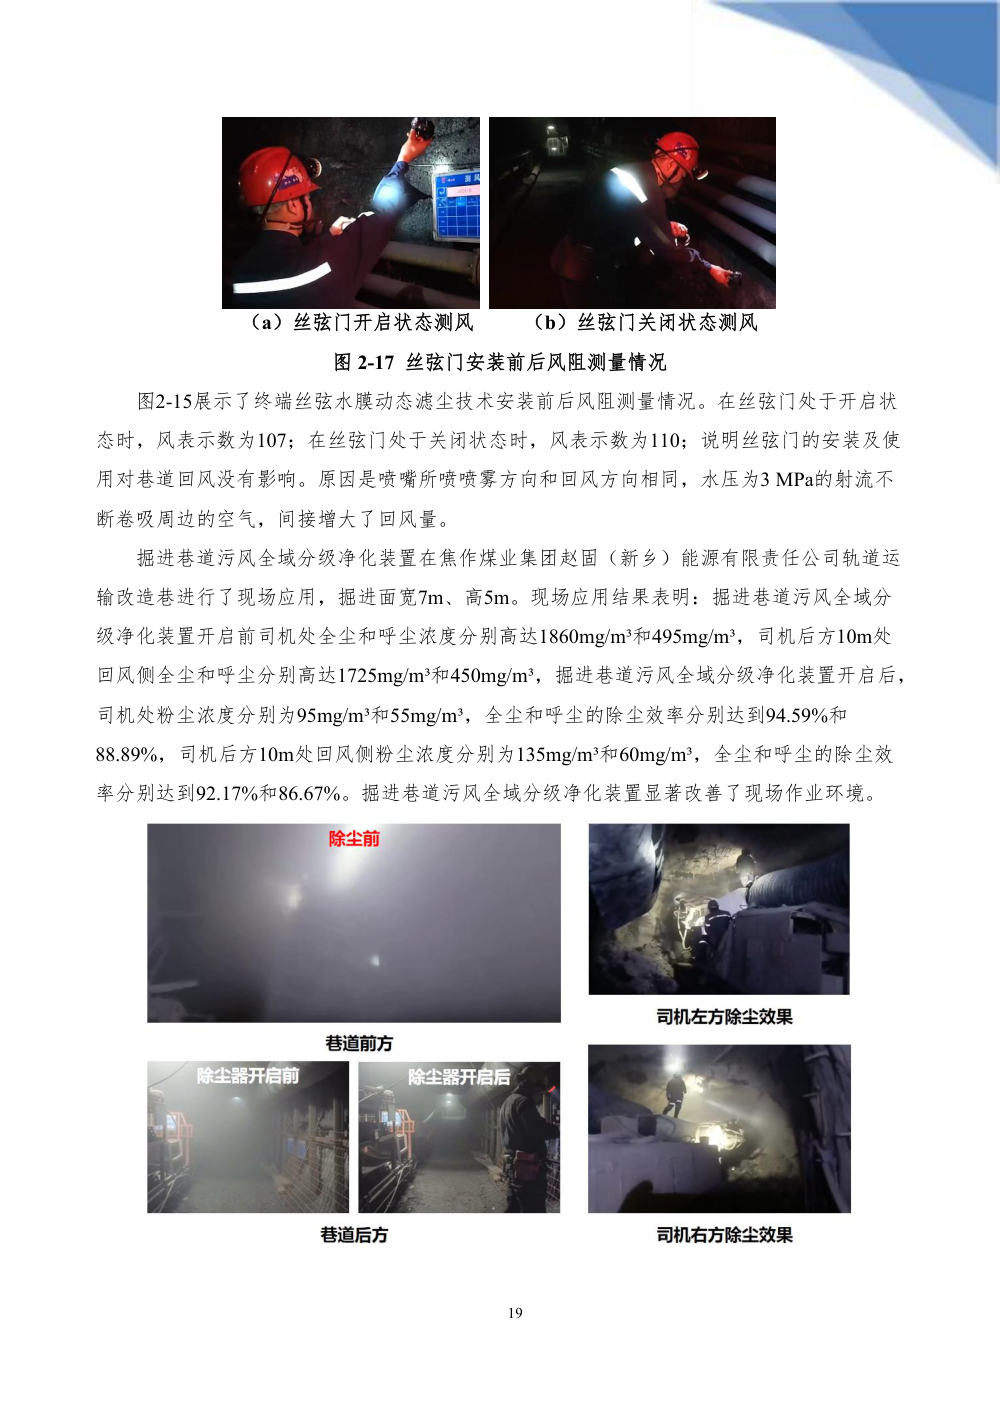 测风
（a）丝弦门开启状态测风
（b）丝弦门关闭状态测风
图 2-17 丝弦门安装前后风阻测量情况
图2-15展示了终端丝弦水膜动态滤尘技术安装前后风阻测量情况。在丝弦门处于开启状
态时，风表示数为107；在丝弦门处于关闭状态时，风表示数为110；说明丝弦门的安装及使
用对巷道回风没有影响。原因是喷嘴所喷喷雾方向和回风方向相同，水压为3 MPa的射流不
断卷吸周边的空气，间接增大了回风量。
掘进巷道污风全域分级净化装置在焦作煤业集团赵固（新乡）能源有限责任公司轨道运
输改造巷进行了现场应用，掘进面宽7m、高5m。现场应用结果表明：掘进巷道污风全域分
级净化装置开启前司机处全尘和呼尘浓度分别高达1860mg/m³和495mg/m³，司机后方10m处
回风侧全尘和呼尘分别高达1725mg/m³和450mg/m³，掘进巷道污风全域分级净化装置开启后，
司机处粉尘浓度分别为95mg/m³和55mg/m³，全尘和呼尘的除尘效率分别达到94.59%和
88.89%，司机后方10m处回风侧粉尘浓度分别为135mg/m³和60mg/m³，全尘和呼尘的除尘效
率分别达到92.17%和86.67%。掘进巷道污风全域分级净化装置显著改善了现场作业环境。
除尘前
巷道前方
司机左方除尘效果
除尘器开启前
除尘器开启后
巷道后方
司机右方除尘效果
19